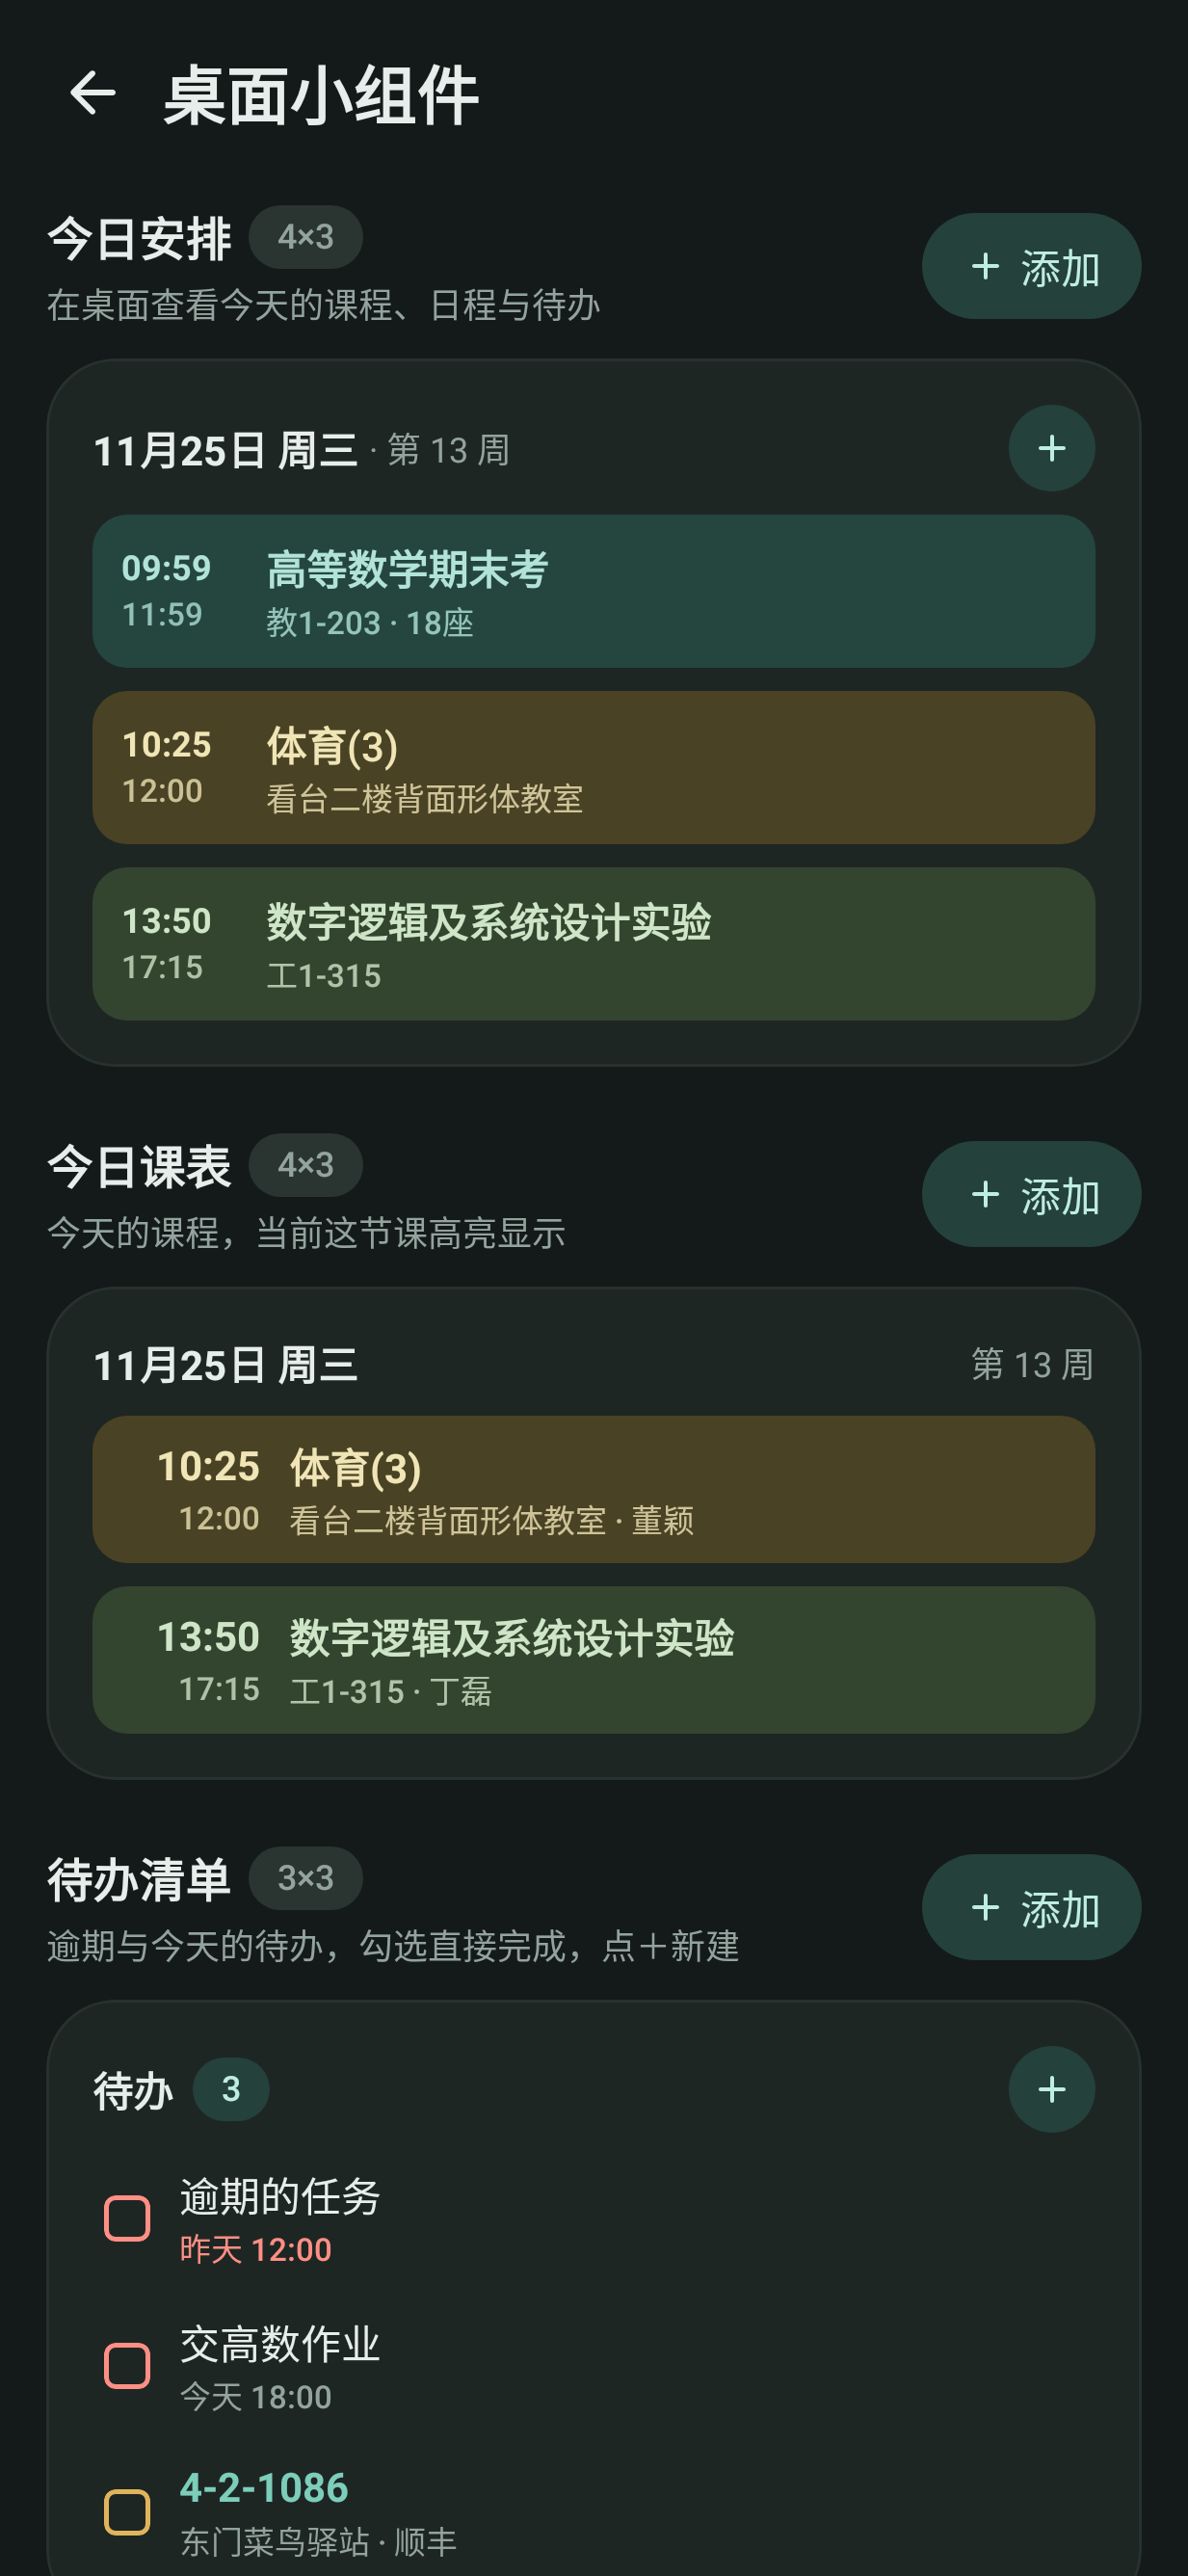 桌面小组件
今日安排 4×3
在桌面查看今天的课程、日程与待办
+ 添加
11月25日 周三 · 第 13 周
+
09:59 高等数学期末考
11:59 教1-203 · 18座
10:25 体育(3)
12:00 看台二楼背面形体教室
13:50 数字逻辑及系统设计实验
17:15 工1-315
今日课表 4×3
今天的课程，当前这节课高亮显示
+ 添加
11月25日 周三 第 13 周
10:25 体育(3)
12:00 看台二楼背面形体教室 · 董颖
13:50 数字逻辑及系统设计实验
17:15 工1-315 · 丁磊
待办清单 3×3
逾期与今天的待办，勾选直接完成，点＋新建
+ 添加
待办 3
+
逾期的任务
昨天 12:00
交高数作业
今天 18:00
4-2-1086
东门菜鸟驿站 · 顺丰